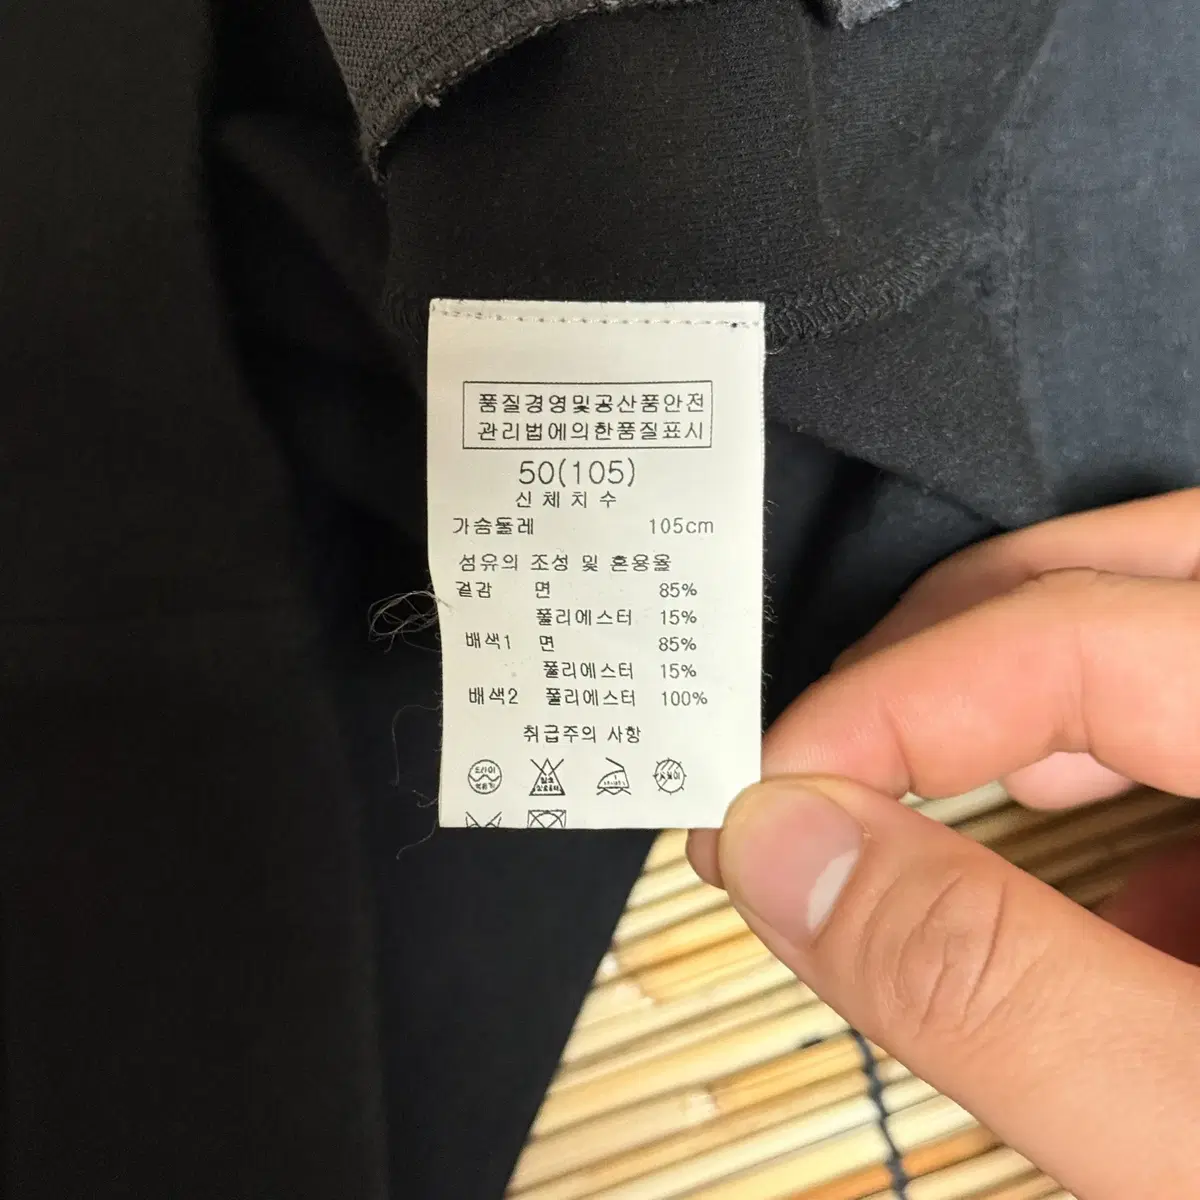 품질경영및공산품안전
관리법에의한품질표시
50(105)
신체치수
가슴둘레 105cm
섬유의 조성 및 혼용율
겉감 면 85%
폴리에스터 15%
배색1 면 85%
폴리에스터 15%
배색2 폴리에스터 100%
취급주의 사항